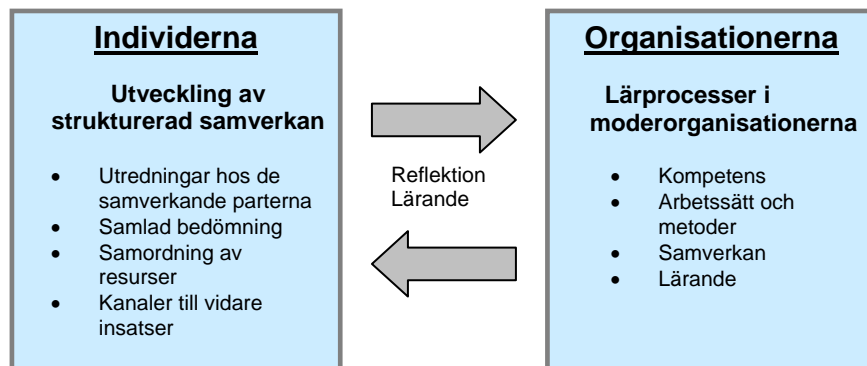 Individerna
Utveckling av
strukturerad samverkan
• Utredningar hos de
samverkande parterna
• Samlad bedömning
• Samordning av
resurser
• Kanaler till vidare
insatser
Reflektion
Lärande
Organisationerna
Lärprocesser i
moderorganisationerna
• Kompetens
• Arbetssätt och
metoder
• Samverkan
• Lärande